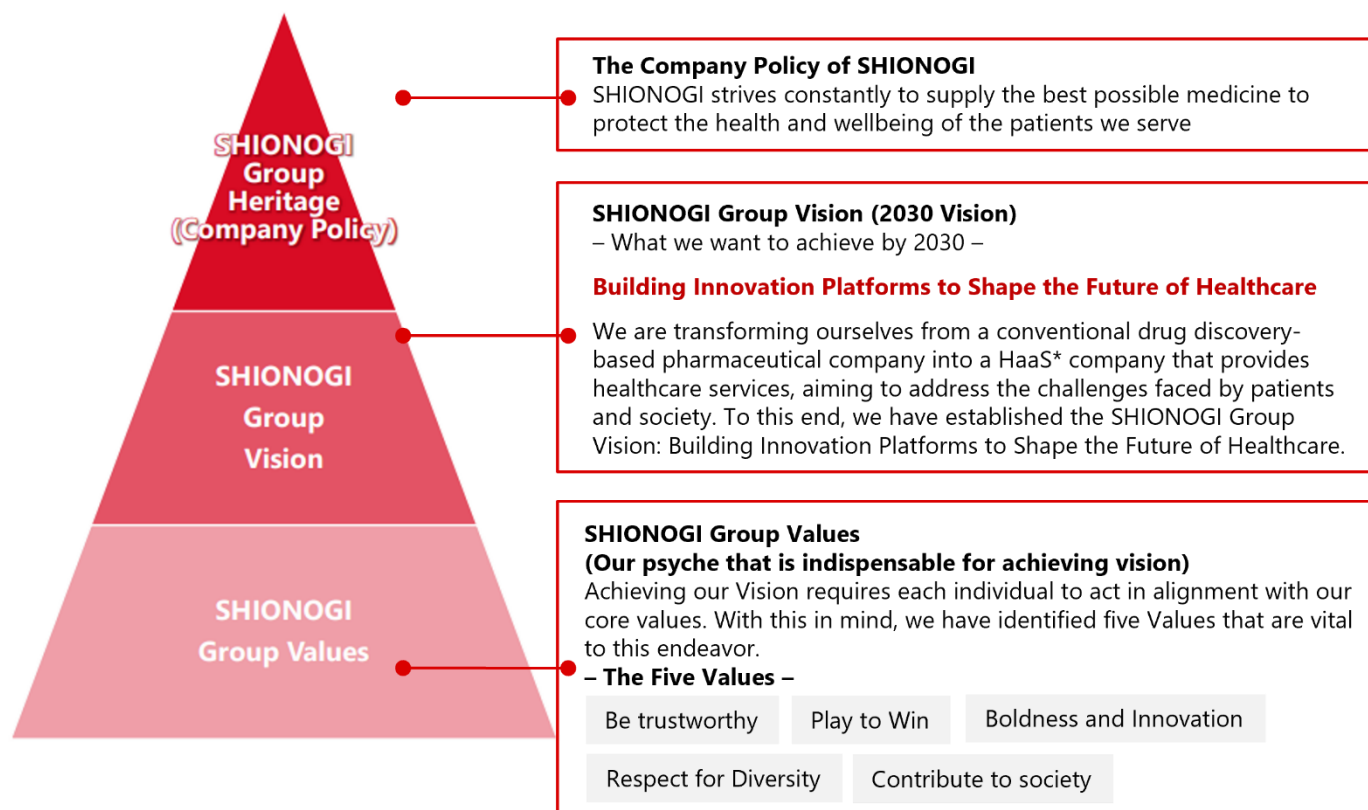 SHIONOGI
Group
Heritage
(Company Policy)
The Company Policy of SHIONOGI
SHIONOGI strives constantly to supply the best possible medicine to
protect the health and wellbeing of the patients we serve
SHIONOGI
Group
Vision
SHIONOGI Group Vision (2030 Vision)
– What we want to achieve by 2030 –
Building Innovation Platforms to Shape the Future of Healthcare
We are transforming ourselves from a conventional drug discovery-
based pharmaceutical company into a HaaS* company that provides
healthcare services, aiming to address the challenges faced by patients
and society. To this end, we have established the SHIONOGI Group
Vision: Building Innovation Platforms to Shape the Future of Healthcare.
SHIONOGI
Group Values
SHIONOGI Group Values
(Our psyche that is indispensable for achieving vision)
Achieving our Vision requires each individual to act in alignment with our
core values. With this in mind, we have identified five Values that are vital
to this endeavor.
– The Five Values –
Be trustworthy
Play to Win
Boldness and Innovation
Respect for Diversity
Contribute to society